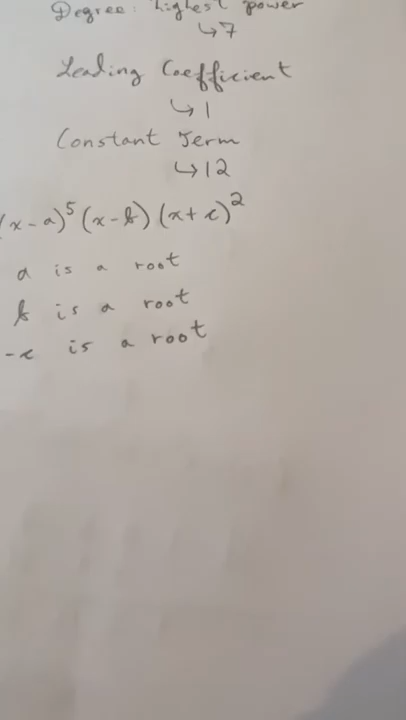 Degree: highest power
↳ 7
Leading Coefficient
↳ 1
Constant Term
↳ 12
(x-a)⁵(x-b)(x+c)²
a is a root
b is a root
-c is a root